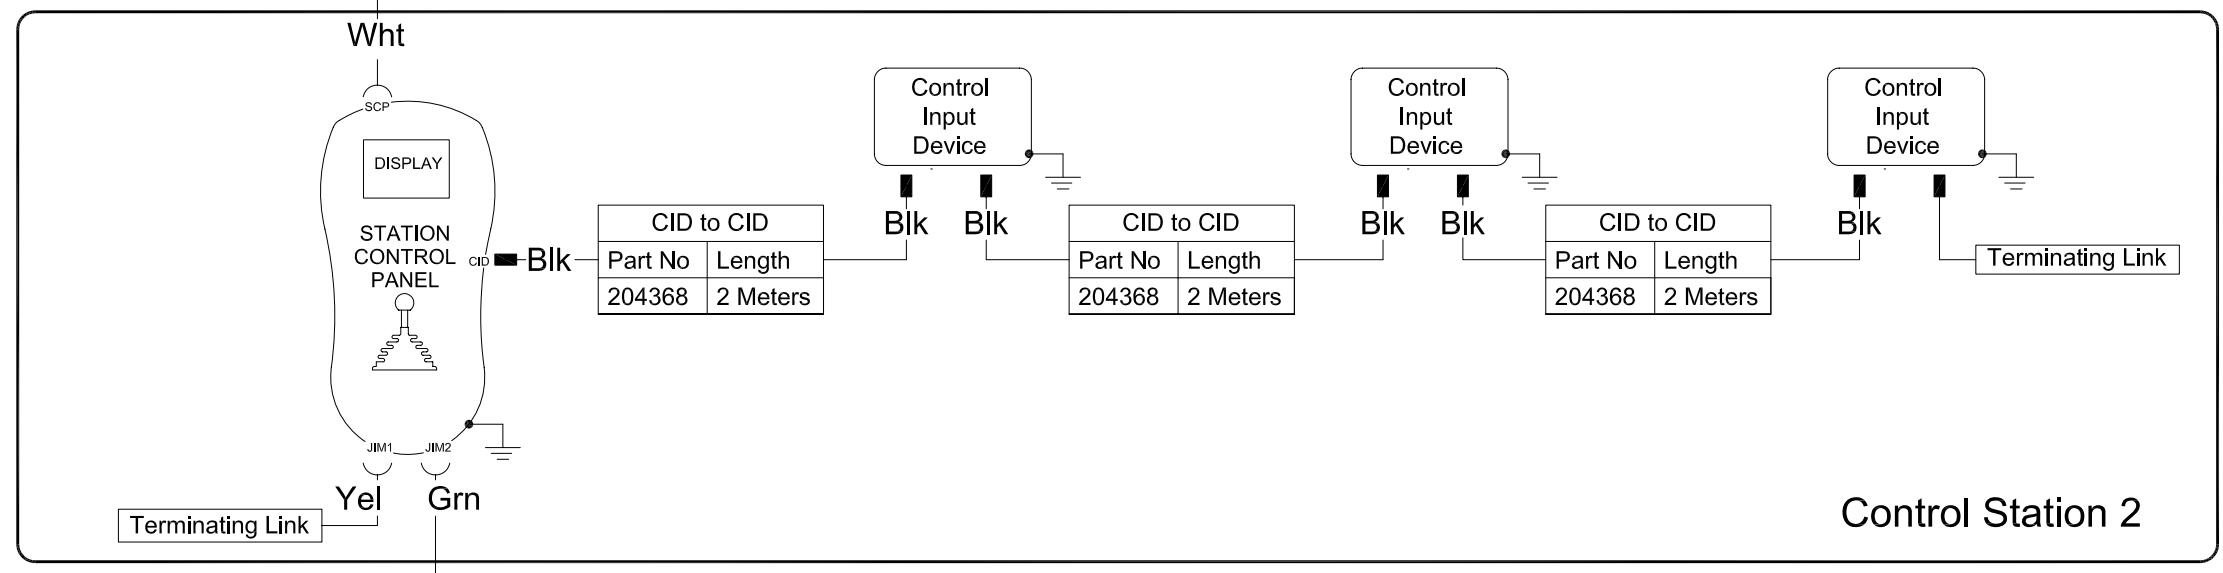 Wht
SCP
DISPLAY
STATION
CONTROL
PANEL
CID
JIM1
JIM2
Yel
Grn
Terminating Link
Blk
CID to CID
Part No Length
204368 2 Meters
Control
Input
Device
Blk
Blk
CID to CID
Part No Length
204368 2 Meters
Control
Input
Device
Blk
Blk
CID to CID
Part No Length
204368 2 Meters
Control
Input
Device
Blk
Terminating Link
Control Station 2